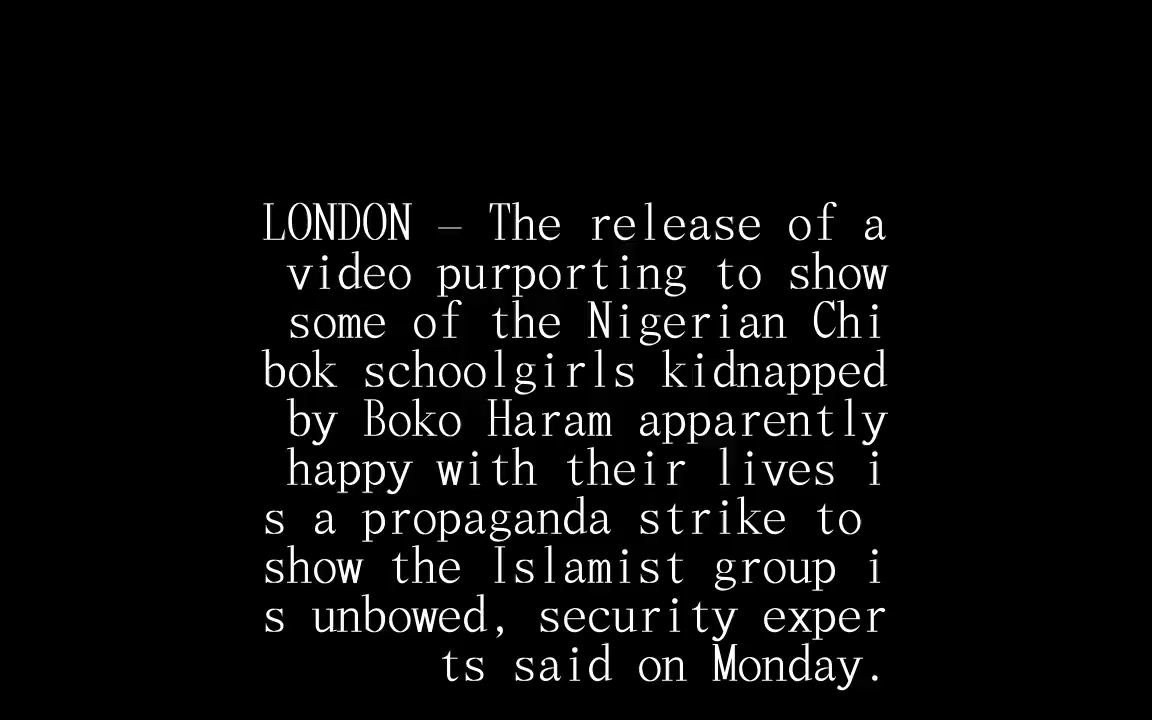 LONDON – The release of a
video purporting to show
some of the Nigerian Chi
bok schoolgirls kidnapped
by Boko Haram apparently
happy with their lives i
s a propaganda strike to
show the Islamist group i
s unbowed, security exper
ts said on Monday.